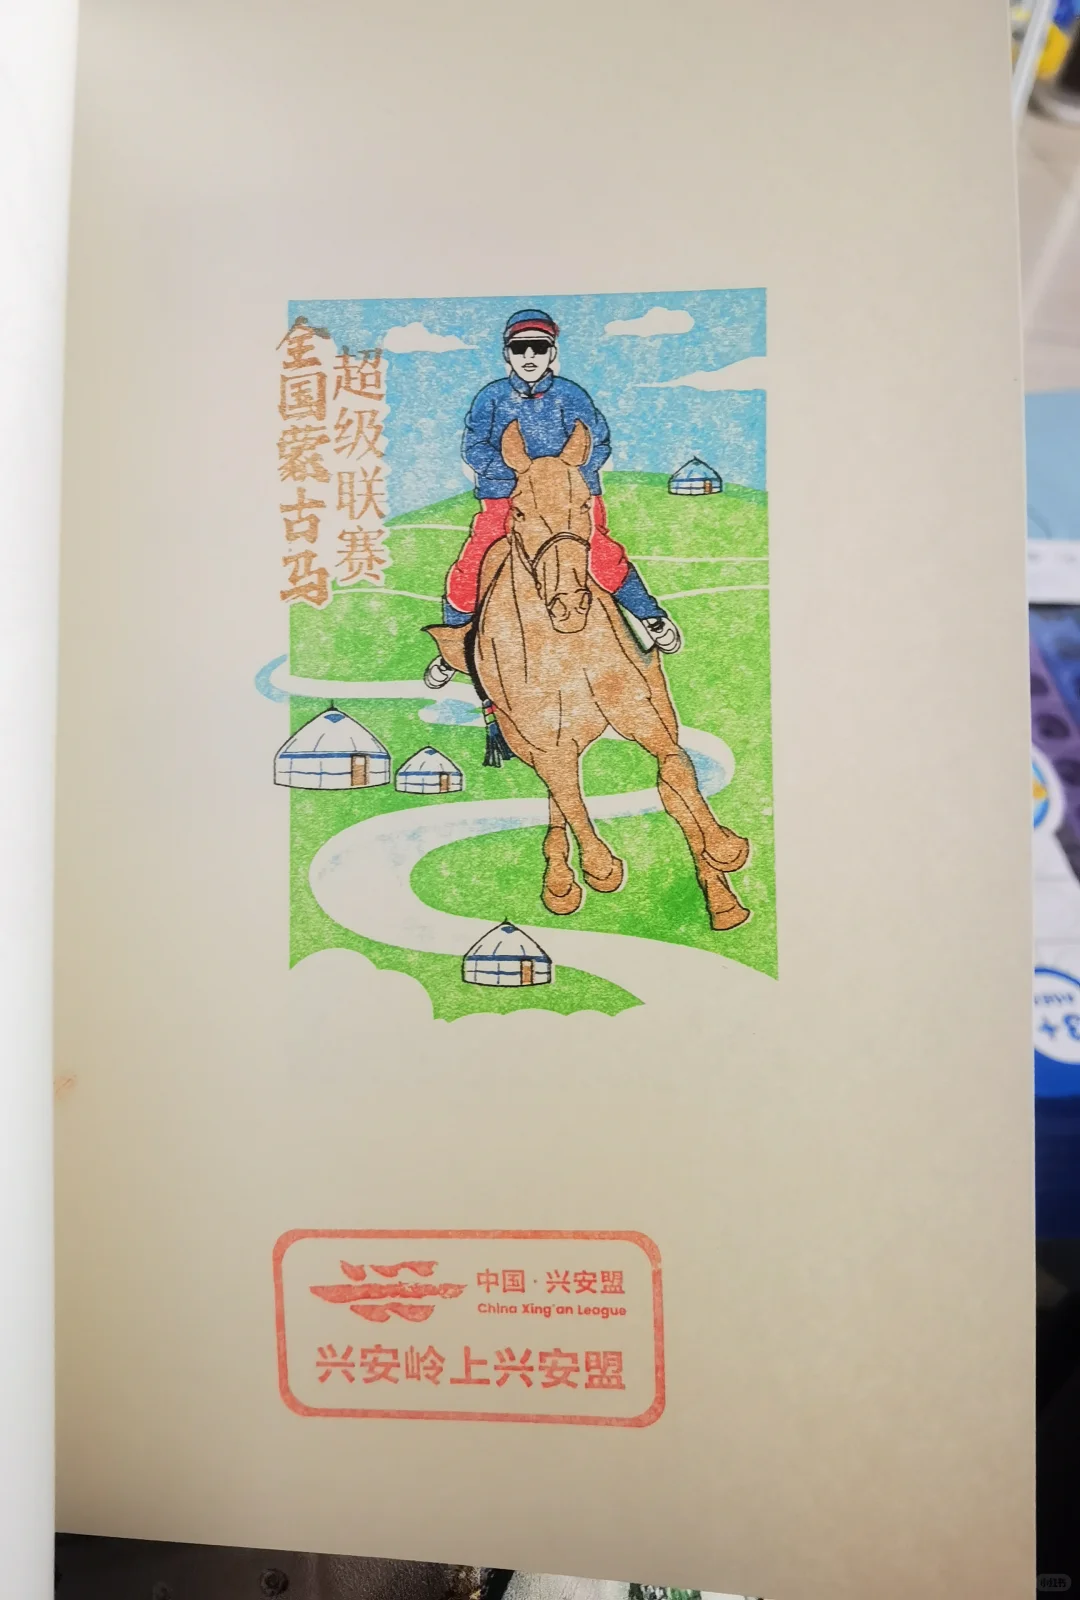 全国蒙古马
超级联赛
中国·兴安盟
China Xing'an League
兴安岭上兴安盟
3+